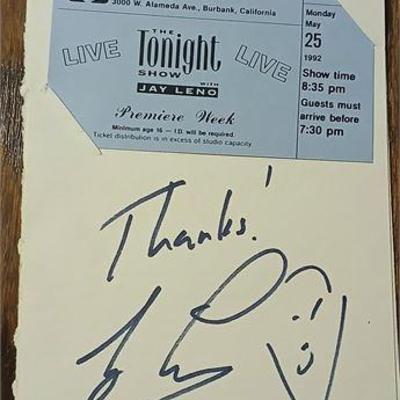 3000 W. Alameda Ave., Burbank, California
LIVE
THE
Tonight
SHOW
WITH
JAY LENO
LIVE
Premiere Week
Minimum age 16 — I.D. will be required.
Ticket distribution is in excess of studio capacity
Monday
May
25
1992
Show time
8:35 pm
Guests must
arrive before
7:30 pm
Thanks!